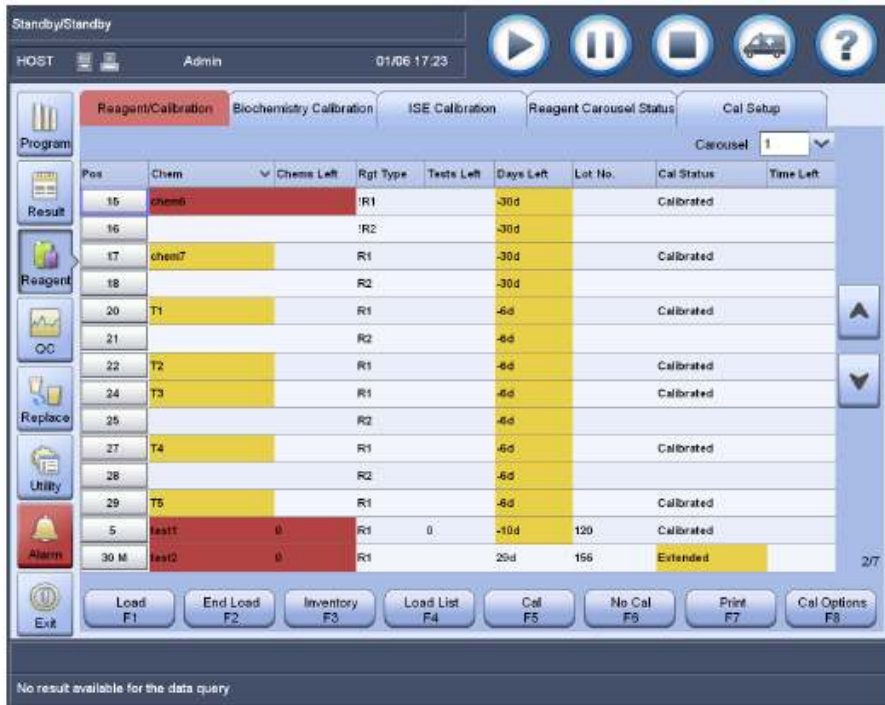 Standby/Standby
HOST Admin 01/06 17:23
Reagent/Calibration Biochemistry Calibration ISE Calibration Reagent Carousel Status Cal Setup
Carousel 1
Program
Result
Reagent
QC
Replace
Utility
Alarm
Exit
Pos Chem Chems Left Rgt Type Tests Left Days Left Lot No. Cal Status Time Left
15 chem6 !R1 -30d Calibrated
16 !R2 -30d
17 chem7 R1 -30d Calibrated
18 R2 -30d
20 T1 R1 -6d Calibrated
21 R2 -6d
22 T2 R1 -6d Calibrated
24 T3 R1 -6d Calibrated
25 R2 -6d
27 T4 R1 -6d Calibrated
28 R2 -6d
29 T5 R1 -6d Calibrated
5 test1 0 R1 0 -10d 120 Calibrated
30 M test2 0 R1 29d 156 Extended
2/7
Load F1
End Load F2
Inventory F3
Load List F4
Cal F5
No Cal F6
Print F7
Cal Options F8
No result available for the data query